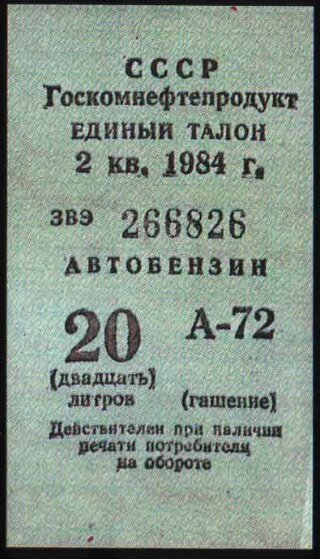 СССР
Госкомнефтепродукт
ЕДИНЫЙ ТАЛОН
2 кв. 1984 г.
ЗВЭ 266826
АВТОБЕНЗИН
20 А-72
(двадцать)
литров (гашение)
Действителен при наличии
печати потребителя
на обороте